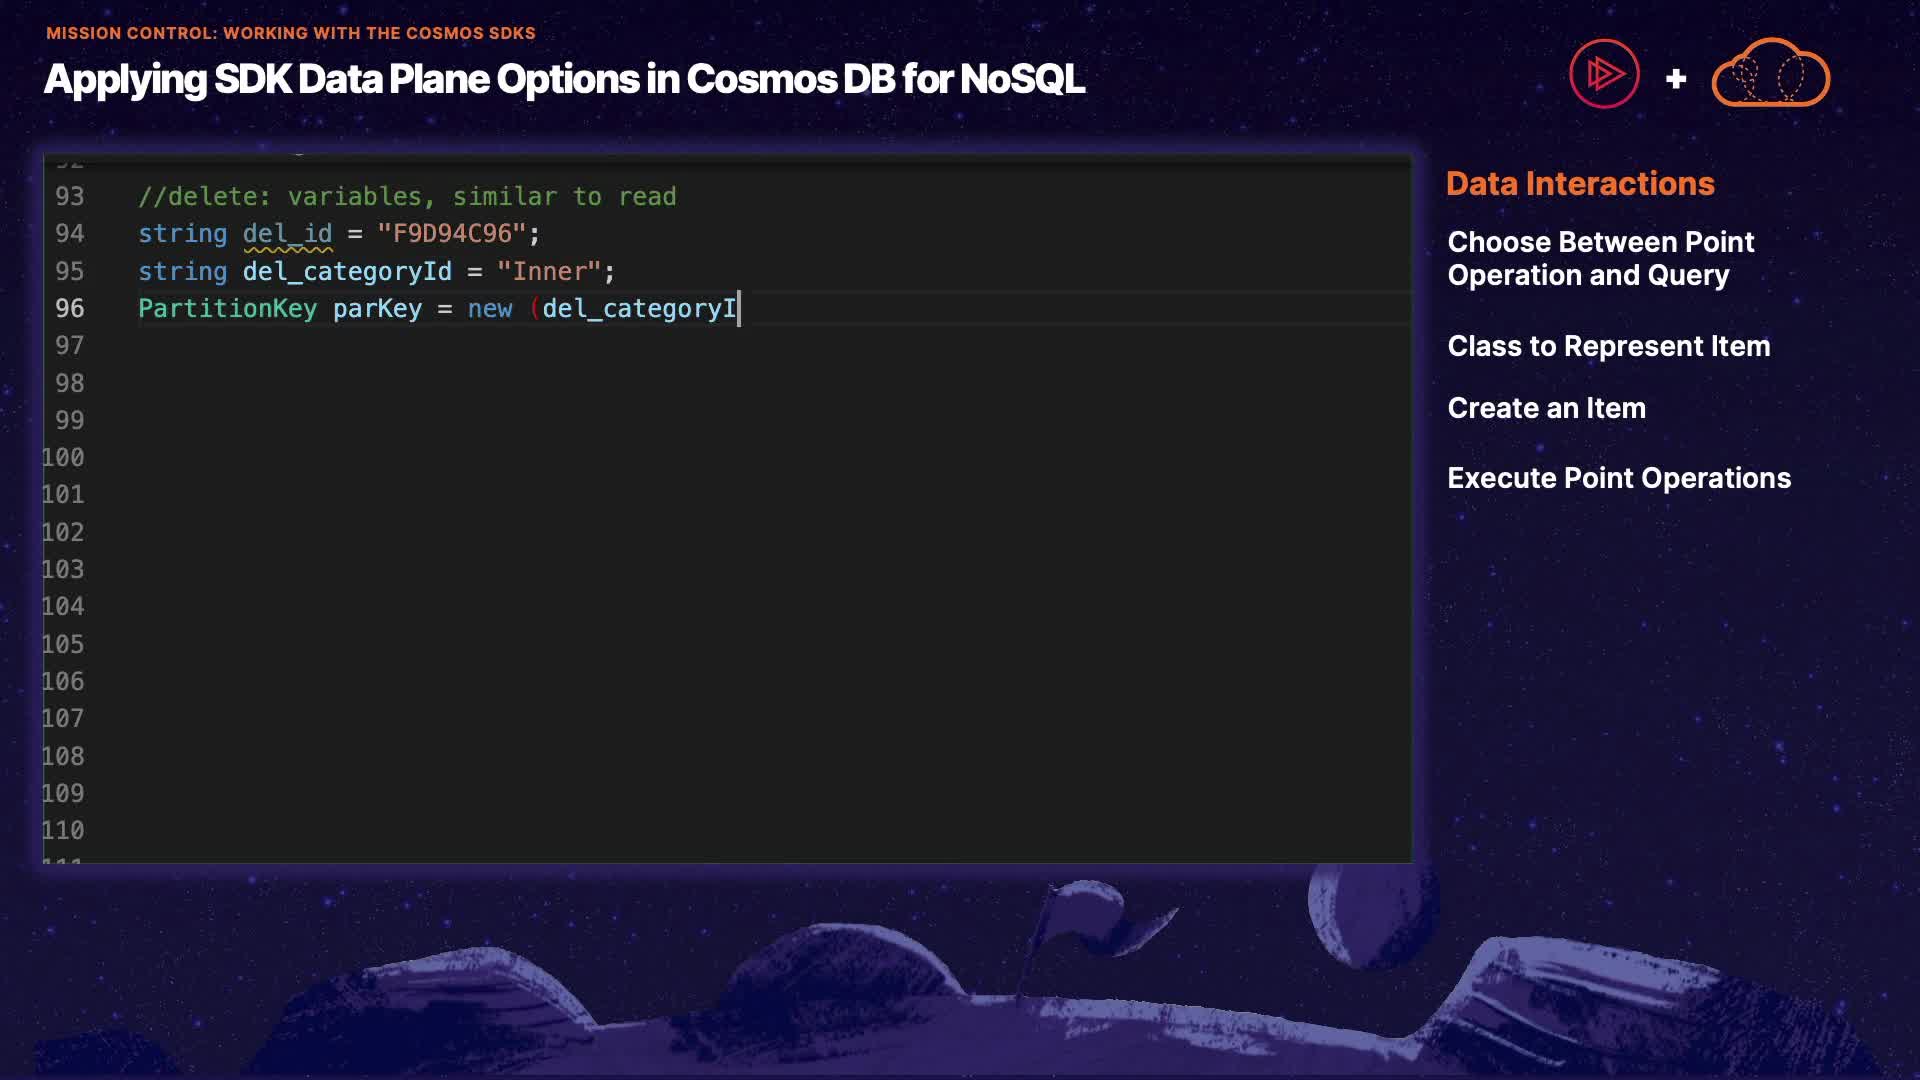 MISSION CONTROL: WORKING WITH THE COSMOS SDKS
Applying SDK Data Plane Options in Cosmos DB for NoSQL
+
93 //delete: variables, similar to read
94 string del_id = "F9D94C96";
95 string del_categoryId = "Inner";
96 PartitionKey parKey = new (del_categoryI
97
98
99
100
101
102
103
104
105
106
107
108
109
110
Data Interactions
Choose Between Point
Operation and Query
Class to Represent Item
Create an Item
Execute Point Operations